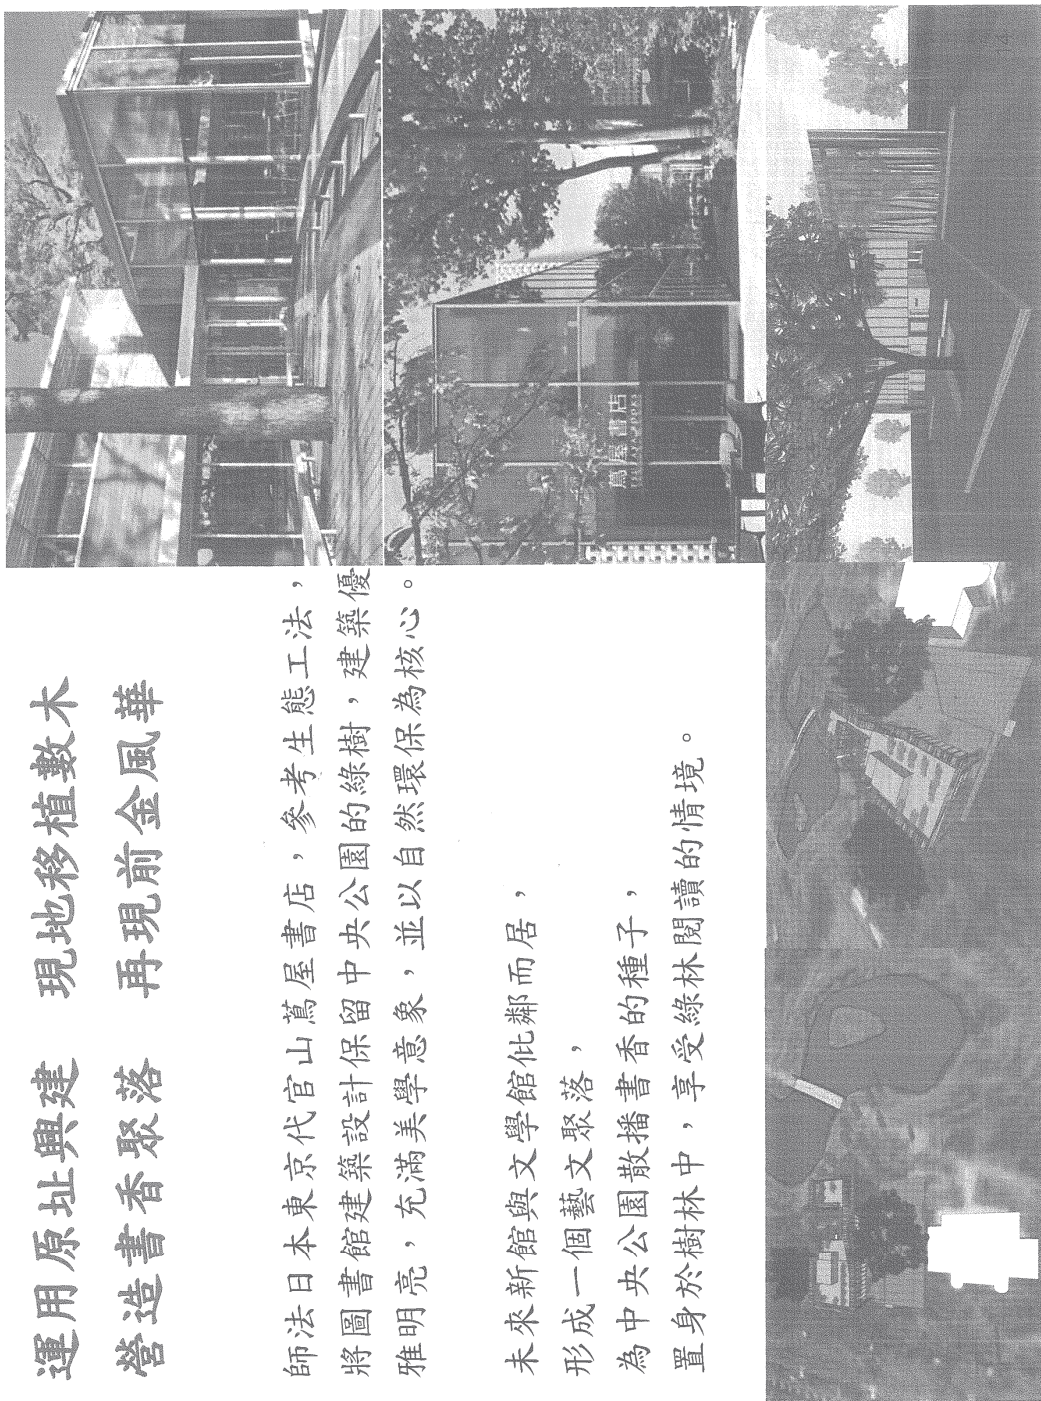 運用原址興建　現地移植數木
營造書香聚落　再現前金風華
師法日本東京代官山蔦屋書店，參考生態工法，
將圖書館建築設計保留中央公園的綠樹，建築優
雅明亮，充滿美學意象，並以自然環保為核心。
未來新館與文學館仳鄰而居，
形成一個藝文聚落，
為中央公園散播書香的種子，
置身於樹林中，享受綠林閱讀的情境。
蔦屋書店
14